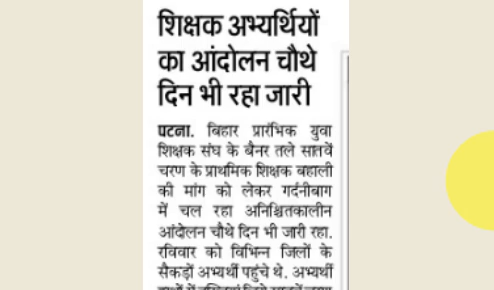 शिक्षक अभ्यर्थियों
का आंदोलन चौथे
दिन भी रहा जारी
पटना. बिहार प्रारंभिक युवा
शिक्षक संघ के बैनर तले सातवें
चरण के प्राथमिक शिक्षक बहाली
की मांग को लेकर गर्दनीबाग
में चल रहा अनिश्चितकालीन
आंदोलन चौथे दिन भी जारी रहा.
रविवार को विभिन्न जिलों के
सैकड़ों अभ्यर्थी पहुंचे थे. अभ्यर्थी